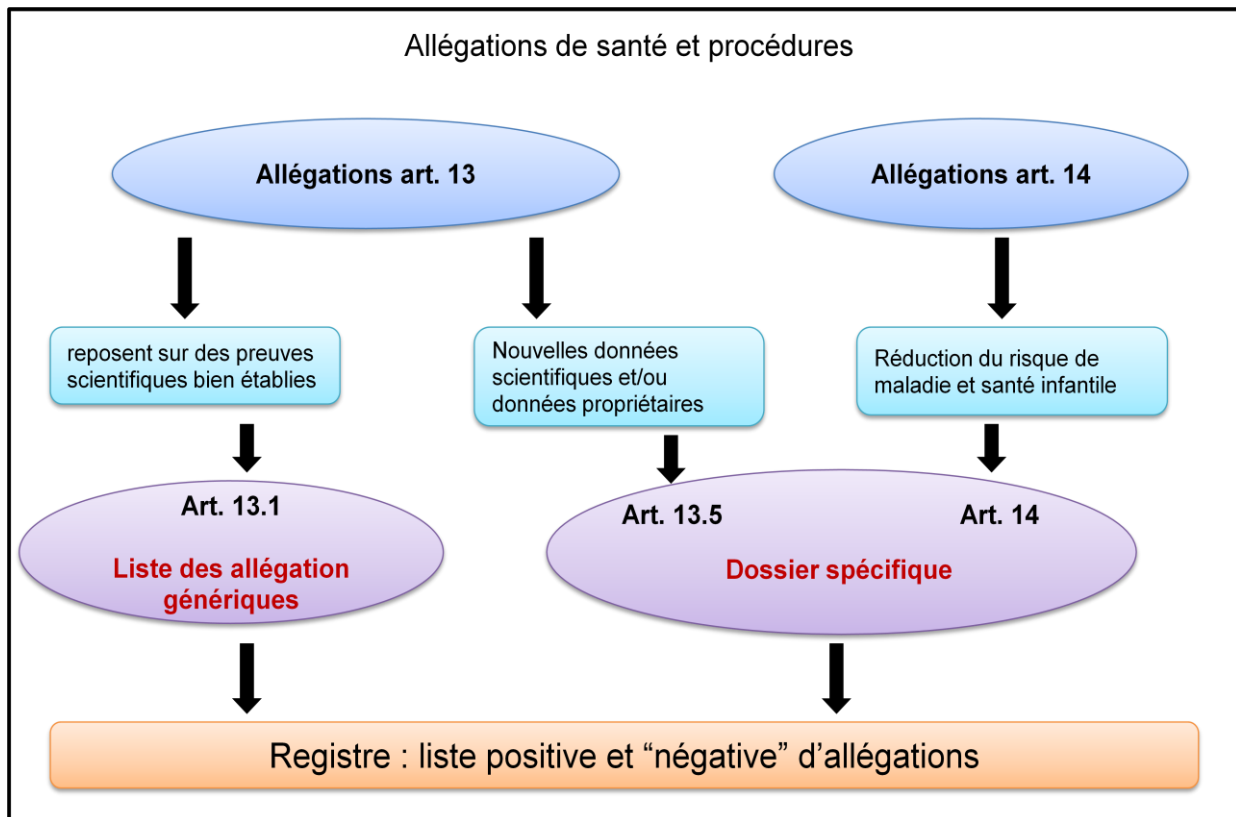 Allégations de santé et procédures
Allégations art. 13
Allégations art. 14
reposent sur des preuves
scientifiques bien établies
Nouvelles données
scientifiques et/ou
données propriétaires
Réduction du risque de
maladie et santé infantile
Art. 13.1
Liste des allégation
génériques
Art. 13.5
Art. 14
Dossier spécifique
Registre : liste positive et “négative” d’allégations